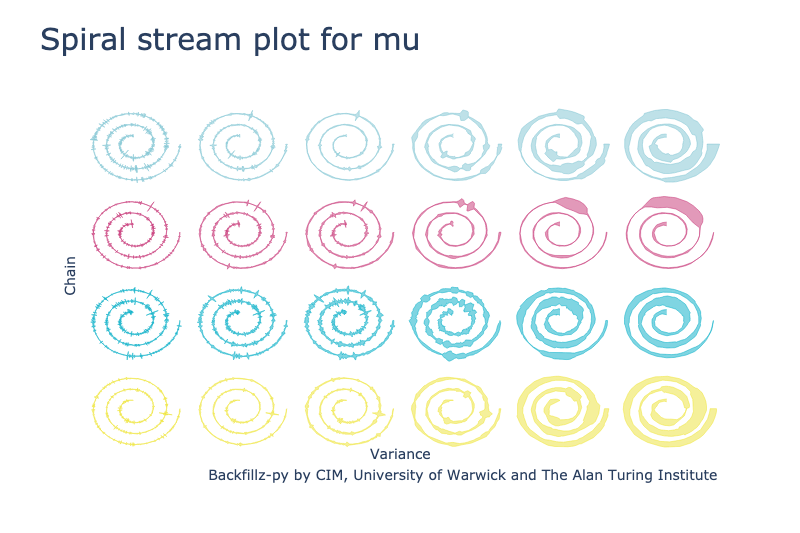 Spiral stream plot for mu
Chain
Variance
Backfillz-py by CIM, University of Warwick and The Alan Turing Institute